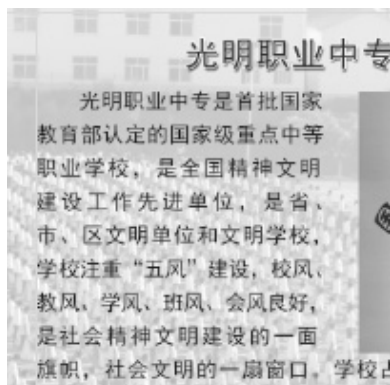 光明职业中专
光明职业中专是首批国家
教育部认定的国家级重点中等
职业学校，是全国精神文明
建设工作先进单位，是省、
市、区文明单位和文明学校，
学校注重“五风”建设，校风、
教风、学风、班风、会风良好，
是社会精神文明建设的一面
旗帜，社会文明的一扇窗口。学校